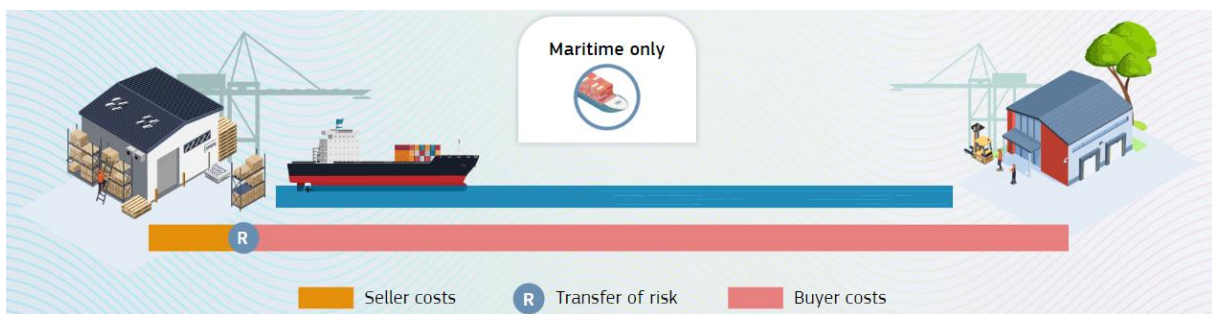 Maritime only
R
Seller costs
R Transfer of risk
Buyer costs